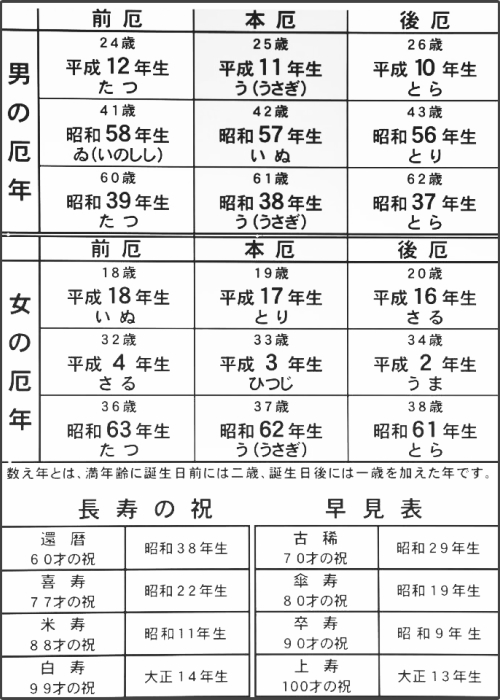 男の厄年
前厄 本厄 後厄
24歳 25歳 26歳
平成12年生 平成11年生 平成10年生
たつ う(うさぎ) とら
41歳 42歳 43歳
昭和58年生 昭和57年生 昭和56年生
ゐ(いのしし) いぬ とり
60歳 61歳 62歳
昭和39年生 昭和38年生 昭和37年生
たつ う(うさぎ) とら
女の厄年
前厄 本厄 後厄
18歳 19歳 20歳
平成18年生 平成17年生 平成16年生
いぬ とり さる
32歳 33歳 34歳
平成4年生 平成3年生 平成2年生
さる ひつじ うま
36歳 37歳 38歳
昭和63年生 昭和62年生 昭和61年生
たつ う(うさぎ) とら
数え年とは、満年齢に誕生日前には二歳、誕生日後には一歳を加えた年です。
長寿の祝 早見表
還暦 古稀
60才の祝 昭和38年生 70才の祝 昭和29年生
喜寿 傘寿
77才の祝 昭和22年生 80才の祝 昭和19年生
米寿 卒寿
88才の祝 昭和11年生 90才の祝 昭和9年生
白寿 上寿
99才の祝 大正14年生 100才の祝 大正13年生